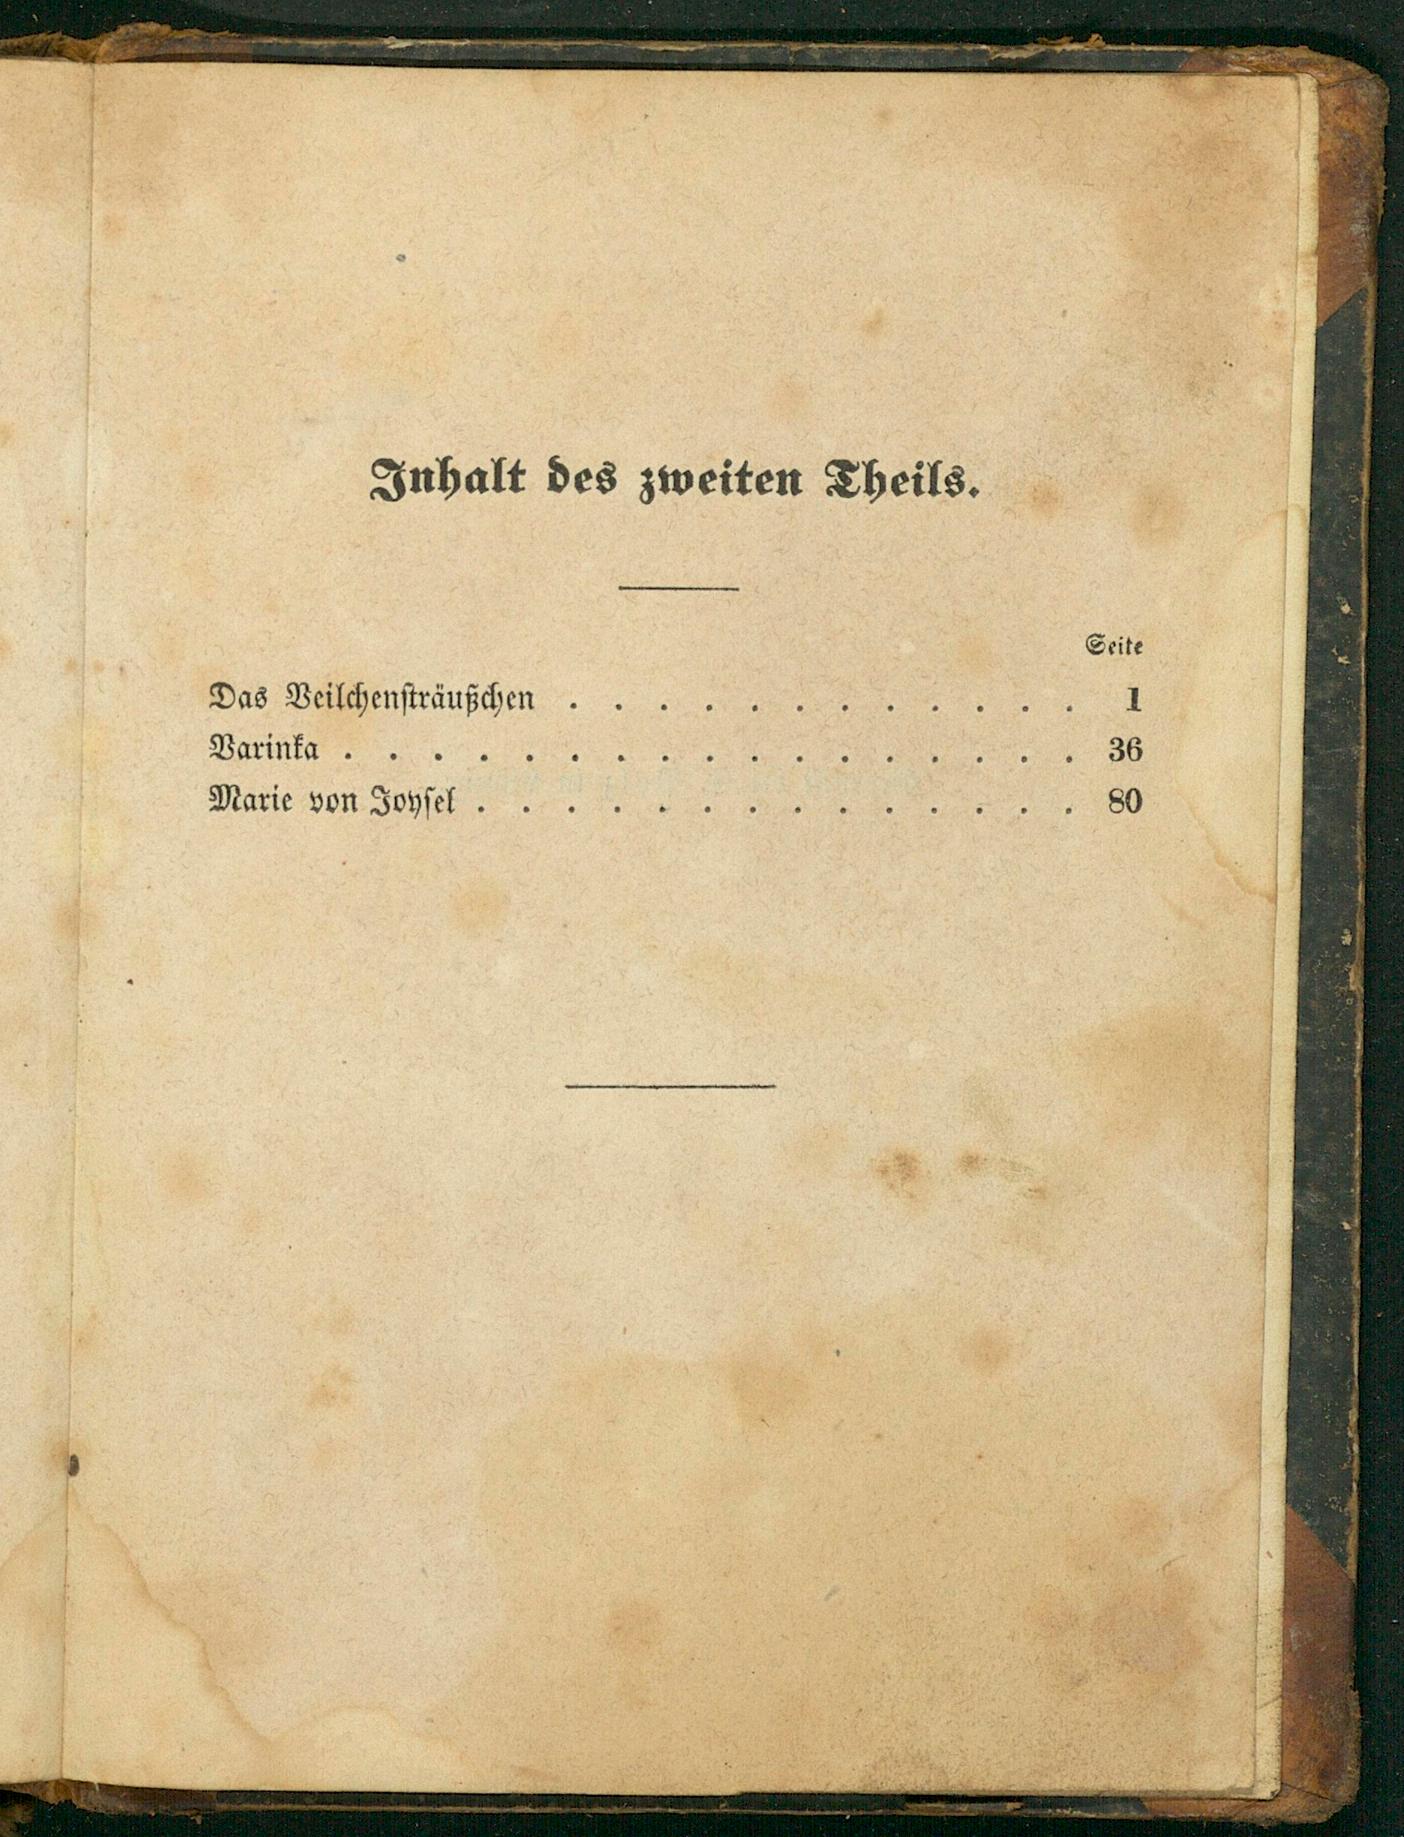 Inhalt des zweiten Theils.
Seite
Das Veilchensträußchen . . . . . . . . . . . . 1
Varinka . . . . . . . . . . . . . . . . . 36
Marie von Joysel . . . . . . . . . . . . . . 80